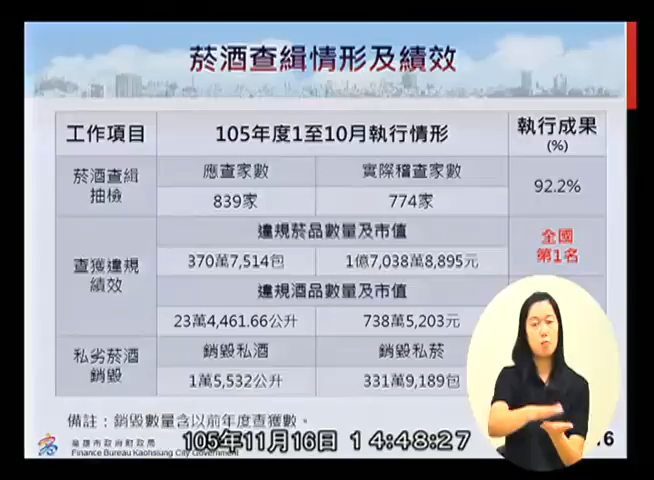 菸酒查緝情形及績效
工作項目
105年度1至10月執行情形
執行成果
(%)
菸酒查緝
抽檢
應查家數
實際稽查家數
839家
774家
92.2%
查獲違規
績效
違規菸品數量及市值
370萬7,514包
1億7,038萬8,895元
全國
第1名
違規酒品數量及市值
23萬4,461.66公升
738萬5,203元
私劣菸酒
銷毀
銷毀私酒
銷毀私菸
1萬5,532公升
331萬9,189包
備註：銷毀數量含以前年度查獲數。
高雄市政府財政局
Finance Bureau Kaohsiung City Government
105年11月16日 14:48:27